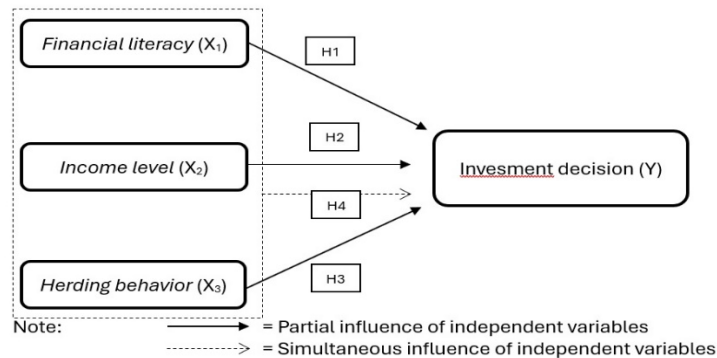 Financial literacy (X₁)
H1
Income level (X₂)
H2
Invesment decision (Y)
H4
Herding behavior (X₃)
H3
Note:
= Partial influence of independent variables
= Simultaneous influence of independent variables